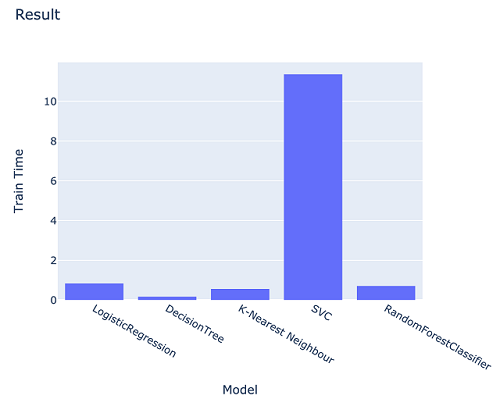 Result
Train Time
10
8
6
4
2
0
LogisticRegression
DecisionTree
K-Nearest Neighbour
SVC
RandomForestClassifier
Model